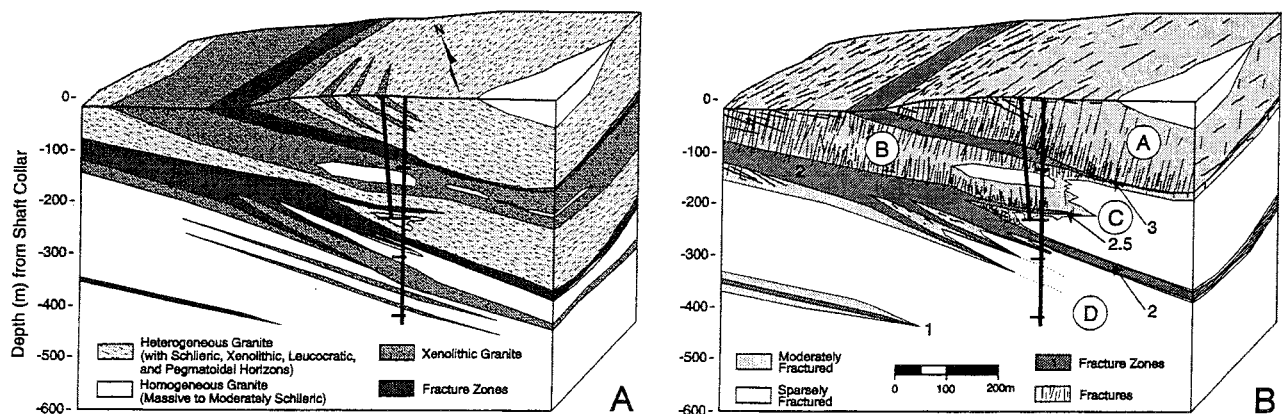 Depth (m) from Shaft Collar
0-
-100-
-200-
-300-
-400-
-500-
-600-
N
Heterogeneous Granite
(with Schlieric, Xenolithic, Leucocratic,
and Pegmatoidal Horizons)
Homogeneous Granite
(Massive to Moderately Schlieric)
Xenolithic Granite
Fracture Zones
A
0-
-100-
-200-
-300-
-400-
-500-
-600-
A
B
C
D
2
3
2.5
2
1
Moderately
Fractured
Sparsely
Fractured
0 100 200m
Fracture Zones
Fractures
B